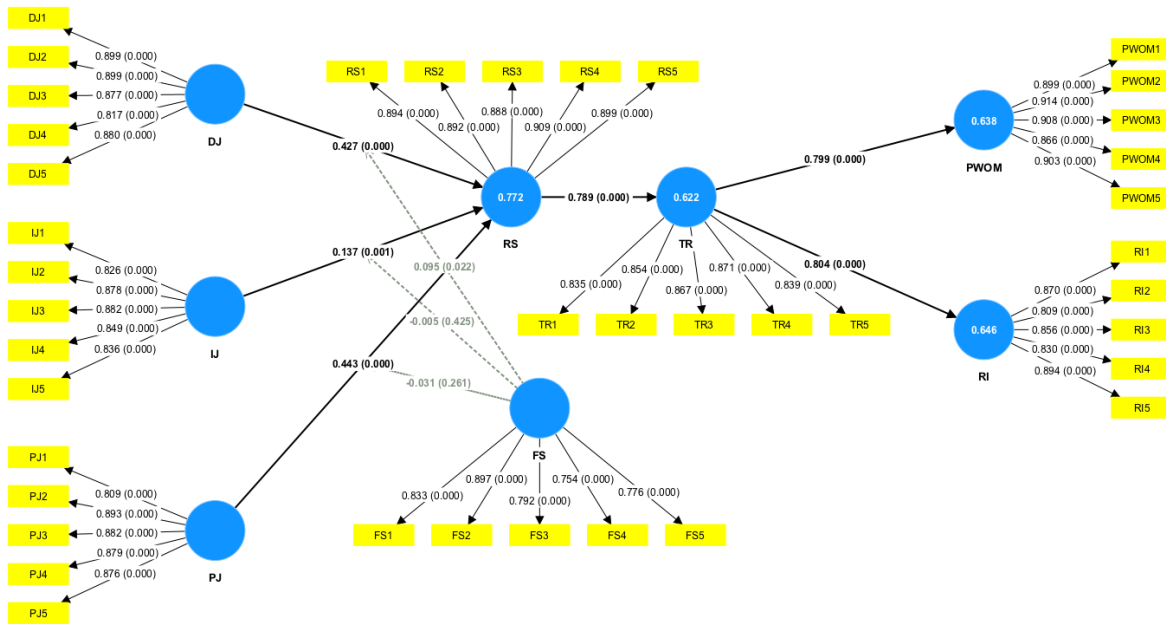 DJ1
DJ2
DJ3
DJ4
DJ5
0.899 (0.000)
0.899 (0.000)
0.877 (0.000)
0.817 (0.000)
0.880 (0.000)
DJ
IJ1
IJ2
IJ3
IJ4
IJ5
0.826 (0.000)
0.878 (0.000)
0.882 (0.000)
0.849 (0.000)
0.836 (0.000)
IJ
PJ1
PJ2
PJ3
PJ4
PJ5
0.809 (0.000)
0.893 (0.000)
0.882 (0.000)
0.879 (0.000)
0.876 (0.000)
PJ
0.427 (0.000)
0.137 (0.001)
0.443 (0.000)
0.095 (0.022)
-0.005 (0.425)
-0.031 (0.261)
RS1
RS2
RS3
RS4
RS5
0.894 (0.000)
0.892 (0.000)
0.888 (0.000)
0.909 (0.000)
0.899 (0.000)
0.772
RS
0.789 (0.000)
0.622
TR
0.835 (0.000)
0.854 (0.000)
0.867 (0.000)
0.871 (0.000)
0.839 (0.000)
TR1
TR2
TR3
TR4
TR5
FS
0.833 (0.000)
0.897 (0.000)
0.792 (0.000)
0.754 (0.000)
0.776 (0.000)
FS1
FS2
FS3
FS4
FS5
0.799 (0.000)
0.804 (0.000)
0.638
PWOM
0.899 (0.000)
0.914 (0.000)
0.908 (0.000)
0.866 (0.000)
0.903 (0.000)
PWOM1
PWOM2
PWOM3
PWOM4
PWOM5
0.646
RI
0.870 (0.000)
0.809 (0.000)
0.856 (0.000)
0.830 (0.000)
0.894 (0.000)
RI1
RI2
RI3
RI4
RI5